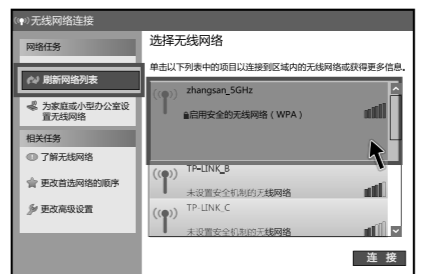 无线网络连接
网络任务
刷新网络列表
为家庭或小型办公室设
置无线网络
相关任务
了解无线网络
更改首选网络的顺序
更改高级设置
选择无线网络
单击以下列表中的项目以连接到区域内的无线网络或获得更多信息。
zhangsan_5GHz
启用安全的无线网络（WPA）
TP-LINK_B
未设置安全机制的无线网络
TP-LINK_C
未设置安全机制的无线网络
连 接